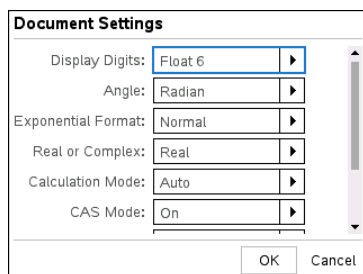 Document Settings
Display Digits: Float 6
Angle: Radian
Exponential Format: Normal
Real or Complex: Real
Calculation Mode: Auto
CAS Mode: On
OK Cancel